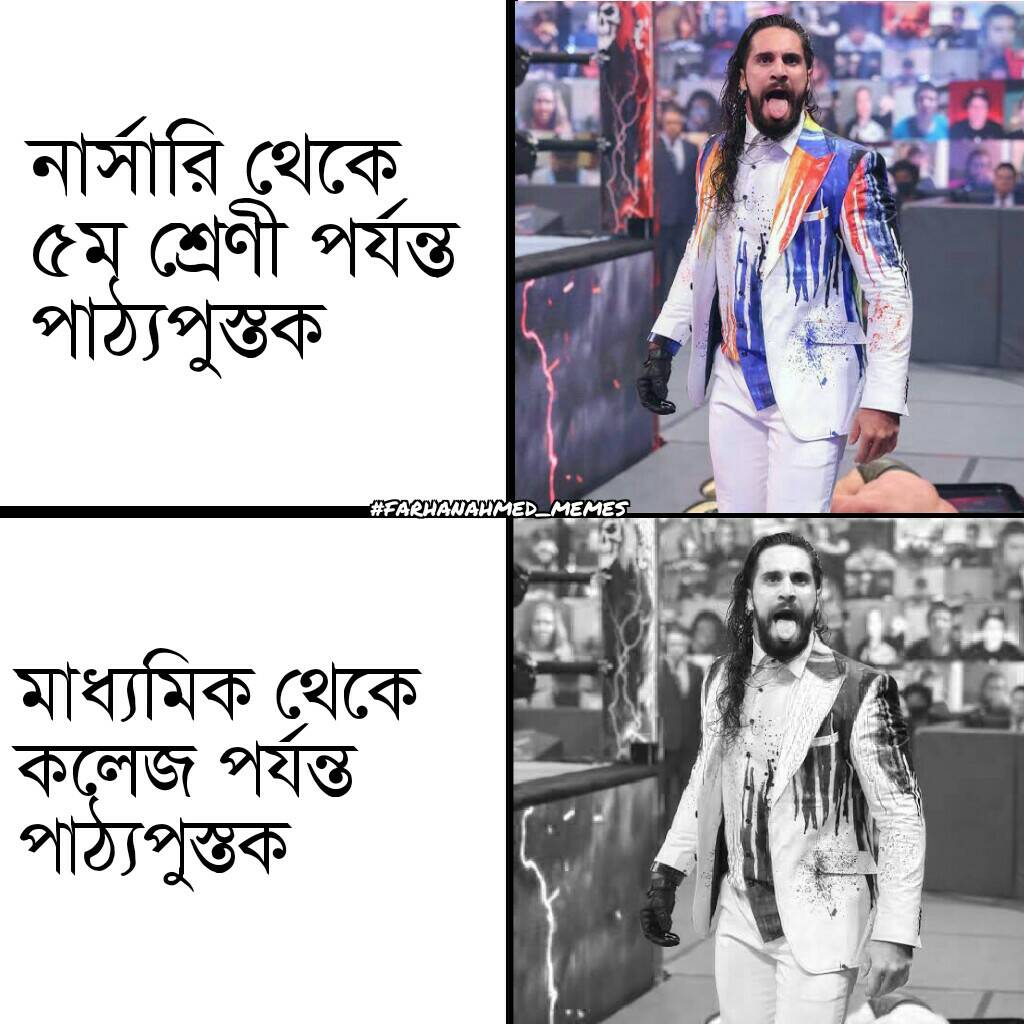 নার্সারি থেকে
৫ম শ্রেণী পর্যন্ত
পাঠ্যপুস্তক
#FARHANAHMED_MEMES
মাধ্যমিক থেকে
কলেজ পর্যন্ত
পাঠ্যপুস্তক